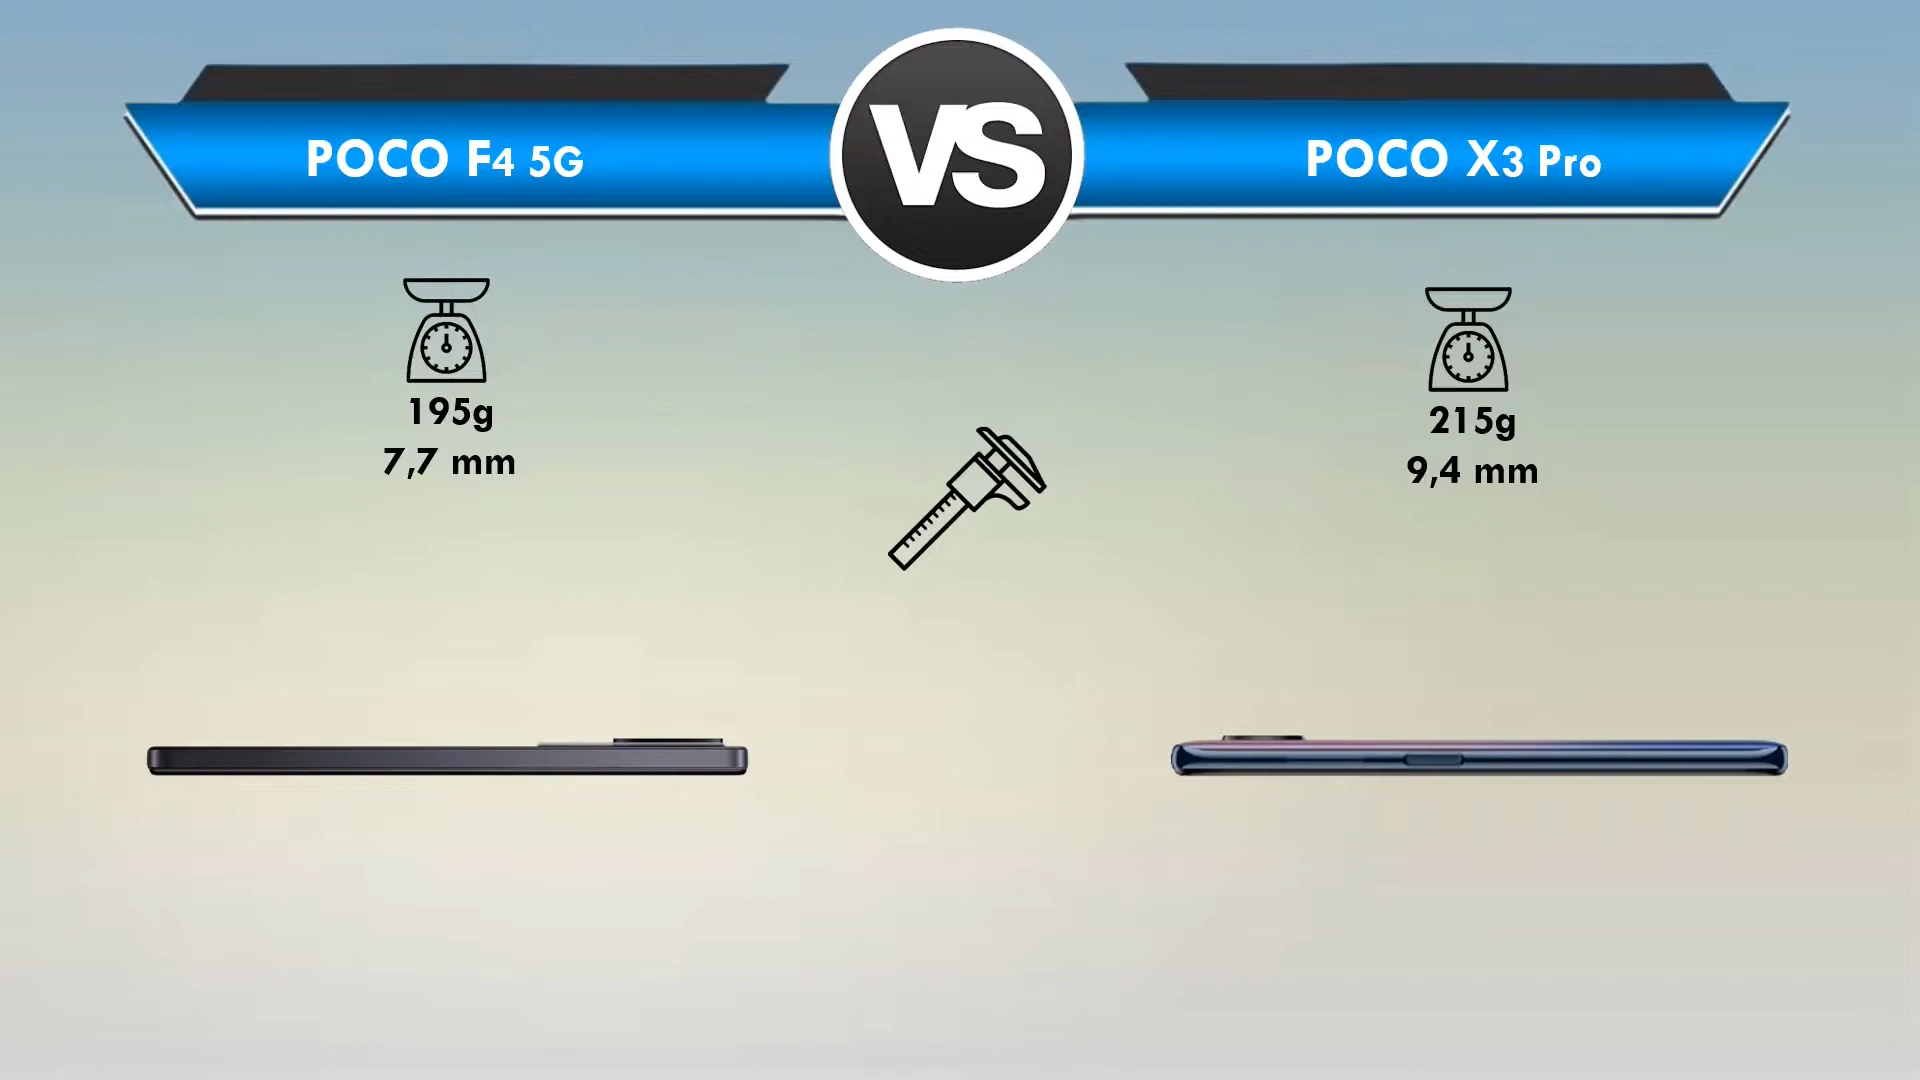 POCO F4 5G
VS
POCO X3 Pro
195g
7,7 mm
215g
9,4 mm